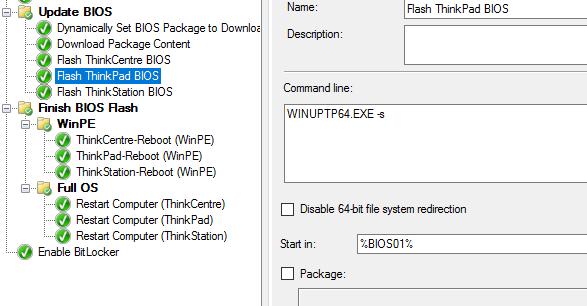 Update BIOS
Dynamically Set BIOS Package to Downloa
Download Package Content
Flash ThinkCentre BIOS
Flash ThinkPad BIOS
Flash ThinkStation BIOS
Finish BIOS Flash
WinPE
ThinkCentre-Reboot (WinPE)
ThinkPad-Reboot (WinPE)
ThinkStation-Reboot (WinPE)
Full OS
Restart Computer (ThinkCentre)
Restart Computer (ThinkPad)
Restart Computer (ThinkStation)
Enable BitLocker
Name: Flash ThinkPad BIOS
Description:
Command line:
WINUPTP64.EXE -s
Disable 64-bit file system redirection
Start in: %BIOS01%
Package: